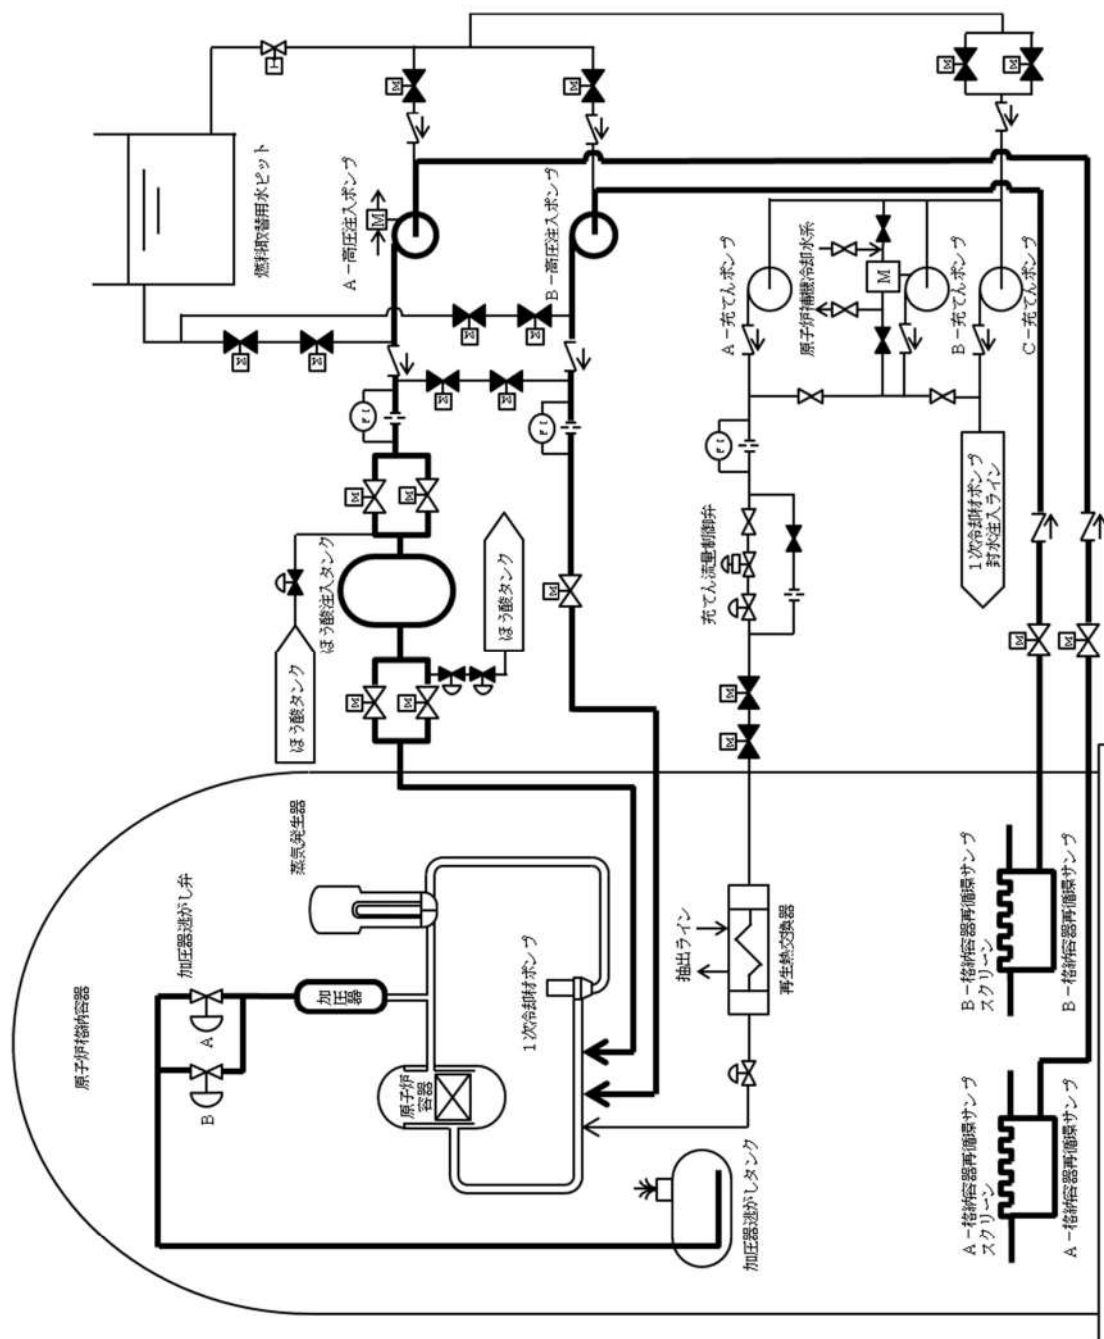 燃料取替用水ピット
A-高圧注入ポンプ
M
B-高圧注入ポンプ
A-充てんポンプ
原子炉補機冷却水系
M
B-充てんポンプ
C-充てんポンプ
1次冷却材ポンプ
封水注入ライン
ほう酸タンク
ほう酸注入タンク
ほう酸タンク
充てん流量制御弁
原子炉格納容器
加圧器逃がし弁
A
B
蒸気発生器
加圧器
原子炉
容器
1次冷却材ポンプ
抽出ライン
再生熱交換器
加圧器逃がしタンク
B-格納容器再循環サンプ
スクリーン
B-格納容器再循環サンプ
A-格納容器再循環サンプ
スクリーン
A-格納容器再循環サンプ